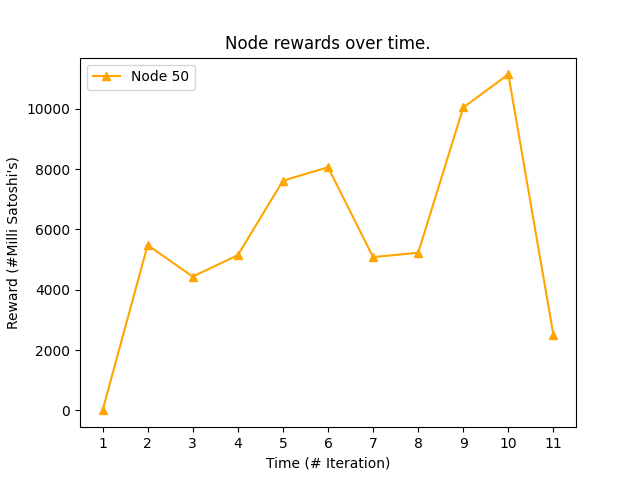 Node rewards over time.
Node 50
10000
8000
6000
4000
2000
0
Reward (#Milli Satoshi's)
1 2 3 4 5 6 7 8 9 10 11
Time (# Iteration)